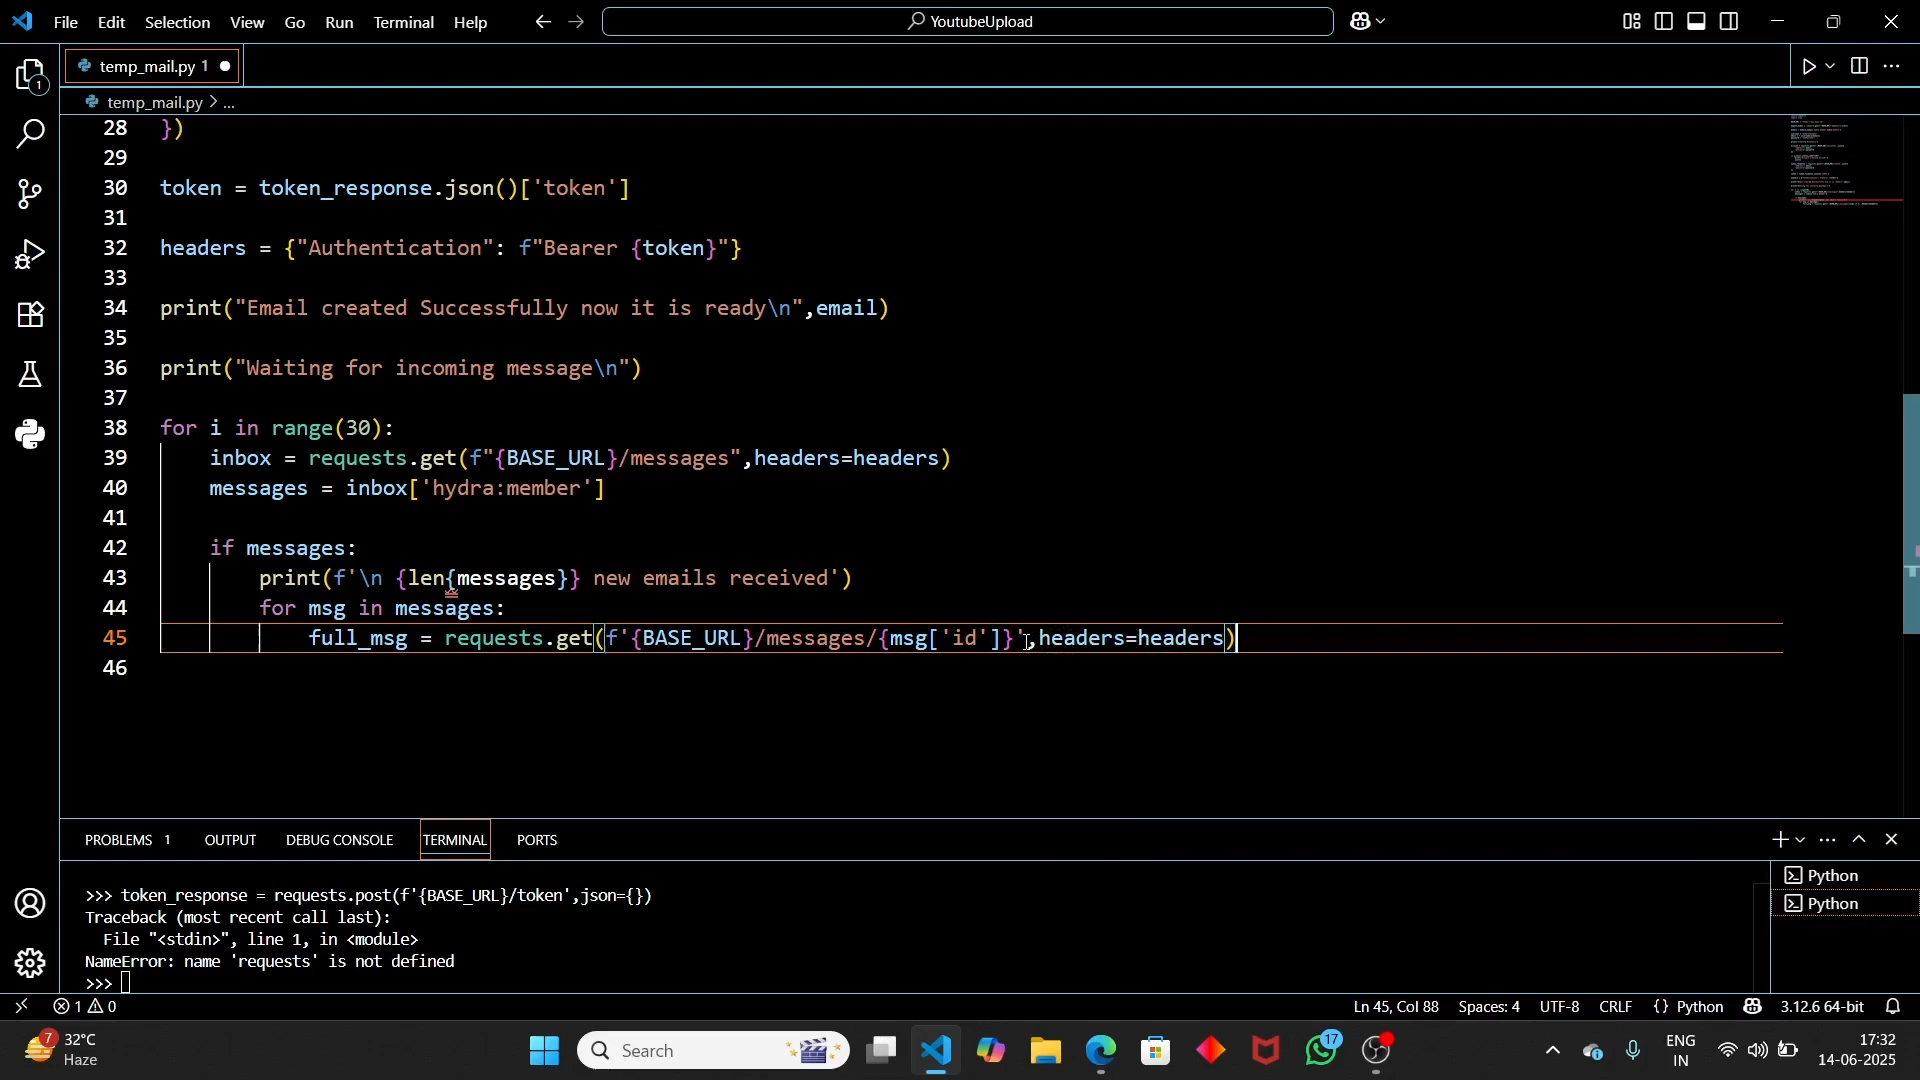 File Edit Selection View Go Run Terminal Help
YoutubeUpload
temp_mail.py 1
temp_mail.py > ...
1
28 })
29
30 token = token_response.json()['token']
31
32 headers = {"Authentication": f"Bearer {token}"}
33
34 print("Email created Successfully now it is ready\n",email)
35
36 print("Waiting for incoming message\n")
37
38 for i in range(30):
39 inbox = requests.get(f"{BASE_URL}/messages",headers=headers)
40 messages = inbox['hydra:member']
41
42 if messages:
43 print(f'\n {len{messages}} new emails received')
44 for msg in messages:
45 full_msg = requests.get(f'{BASE_URL}/messages/{msg['id']}',headers=headers)
46
PROBLEMS 1 OUTPUT DEBUG CONSOLE TERMINAL PORTS
>>> token_response = requests.post(f'{BASE_URL}/token',json={})
Traceback (most recent call last):
File "<stdin>", line 1, in <module>
NameError: name 'requests' is not defined
>>>
Python
Python
1 0
Ln 45, Col 88 Spaces: 4 UTF-8 CRLF {} Python 3.12.6 64-bit
7
32°C
Haze
Search
17
ENG
IN
17:32
14-06-2025